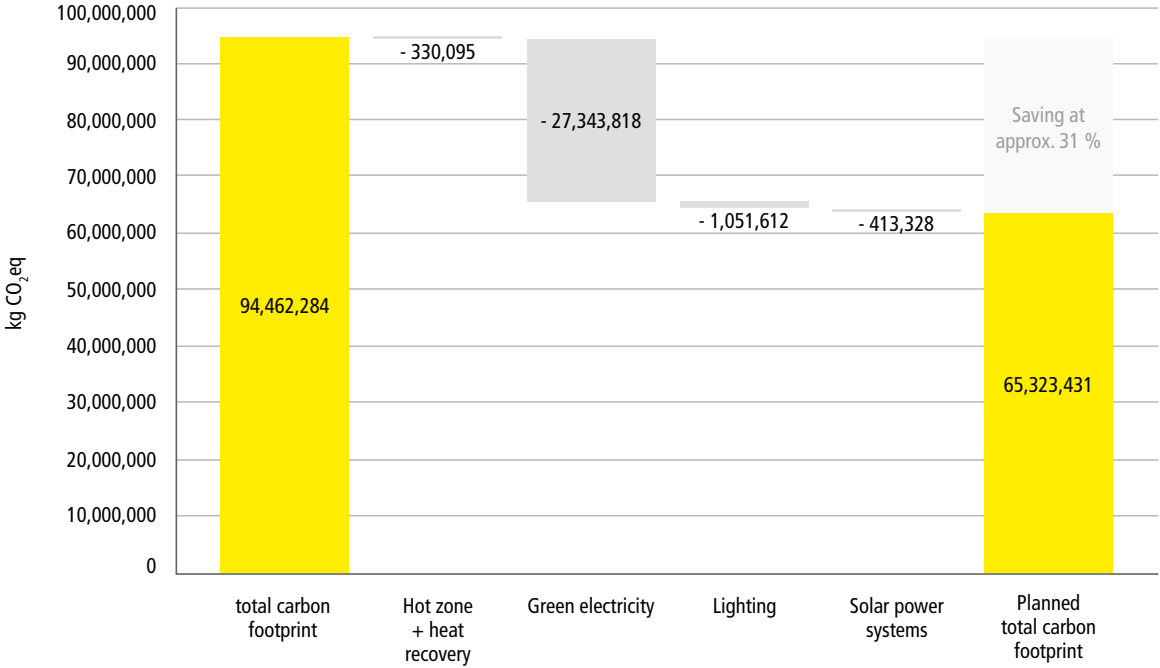 100,000,000
90,000,000
80,000,000
70,000,000
60,000,000
50,000,000
40,000,000
30,000,000
20,000,000
10,000,000
0
kg CO₂eq
94,462,284
- 330,095
- 27,343,818
- 1,051,612
- 413,328
Saving at
approx. 31 %
65,323,431
total carbon
footprint
Hot zone
+ heat
recovery
Green electricity
Lighting
Solar power
systems
Planned
total carbon
footprint